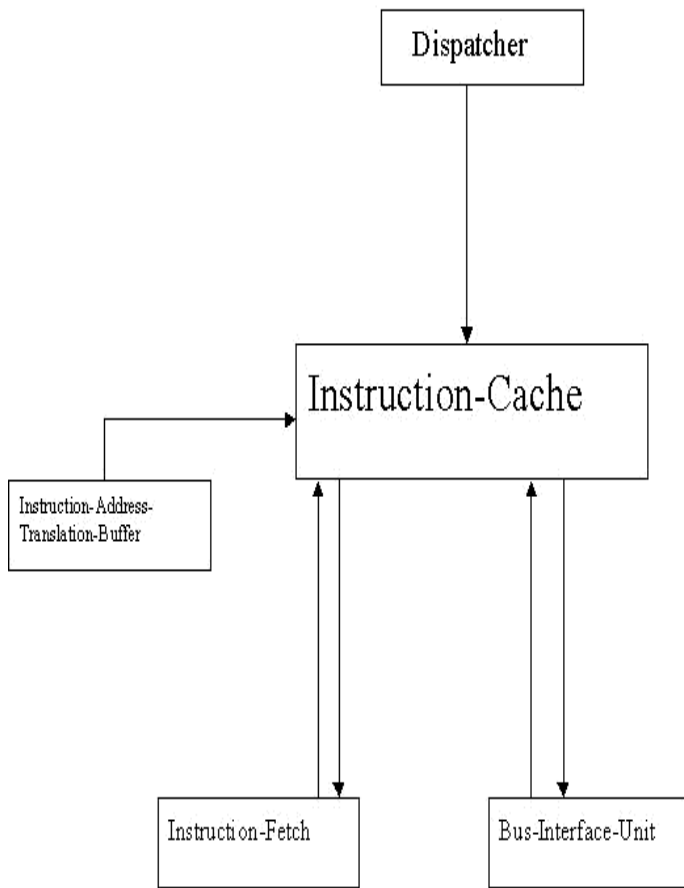 Dispatcher
Instruction-Cache
Instruction-Address-
Translation-Buffer
Instruction-Fetch
Bus-Interface-Unit